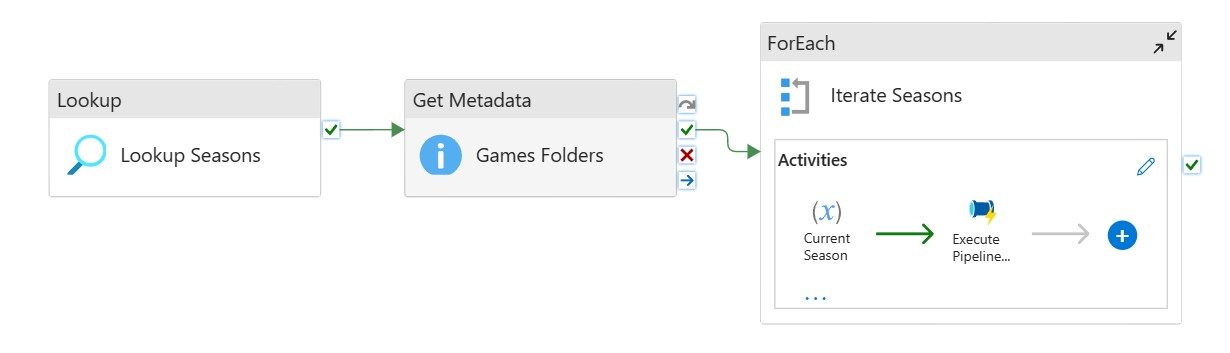 Lookup
Lookup Seasons
Get Metadata
Games Folders
ForEach
Iterate Seasons
Activities
(x)
Current
Season
Execute
Pipeline...
...